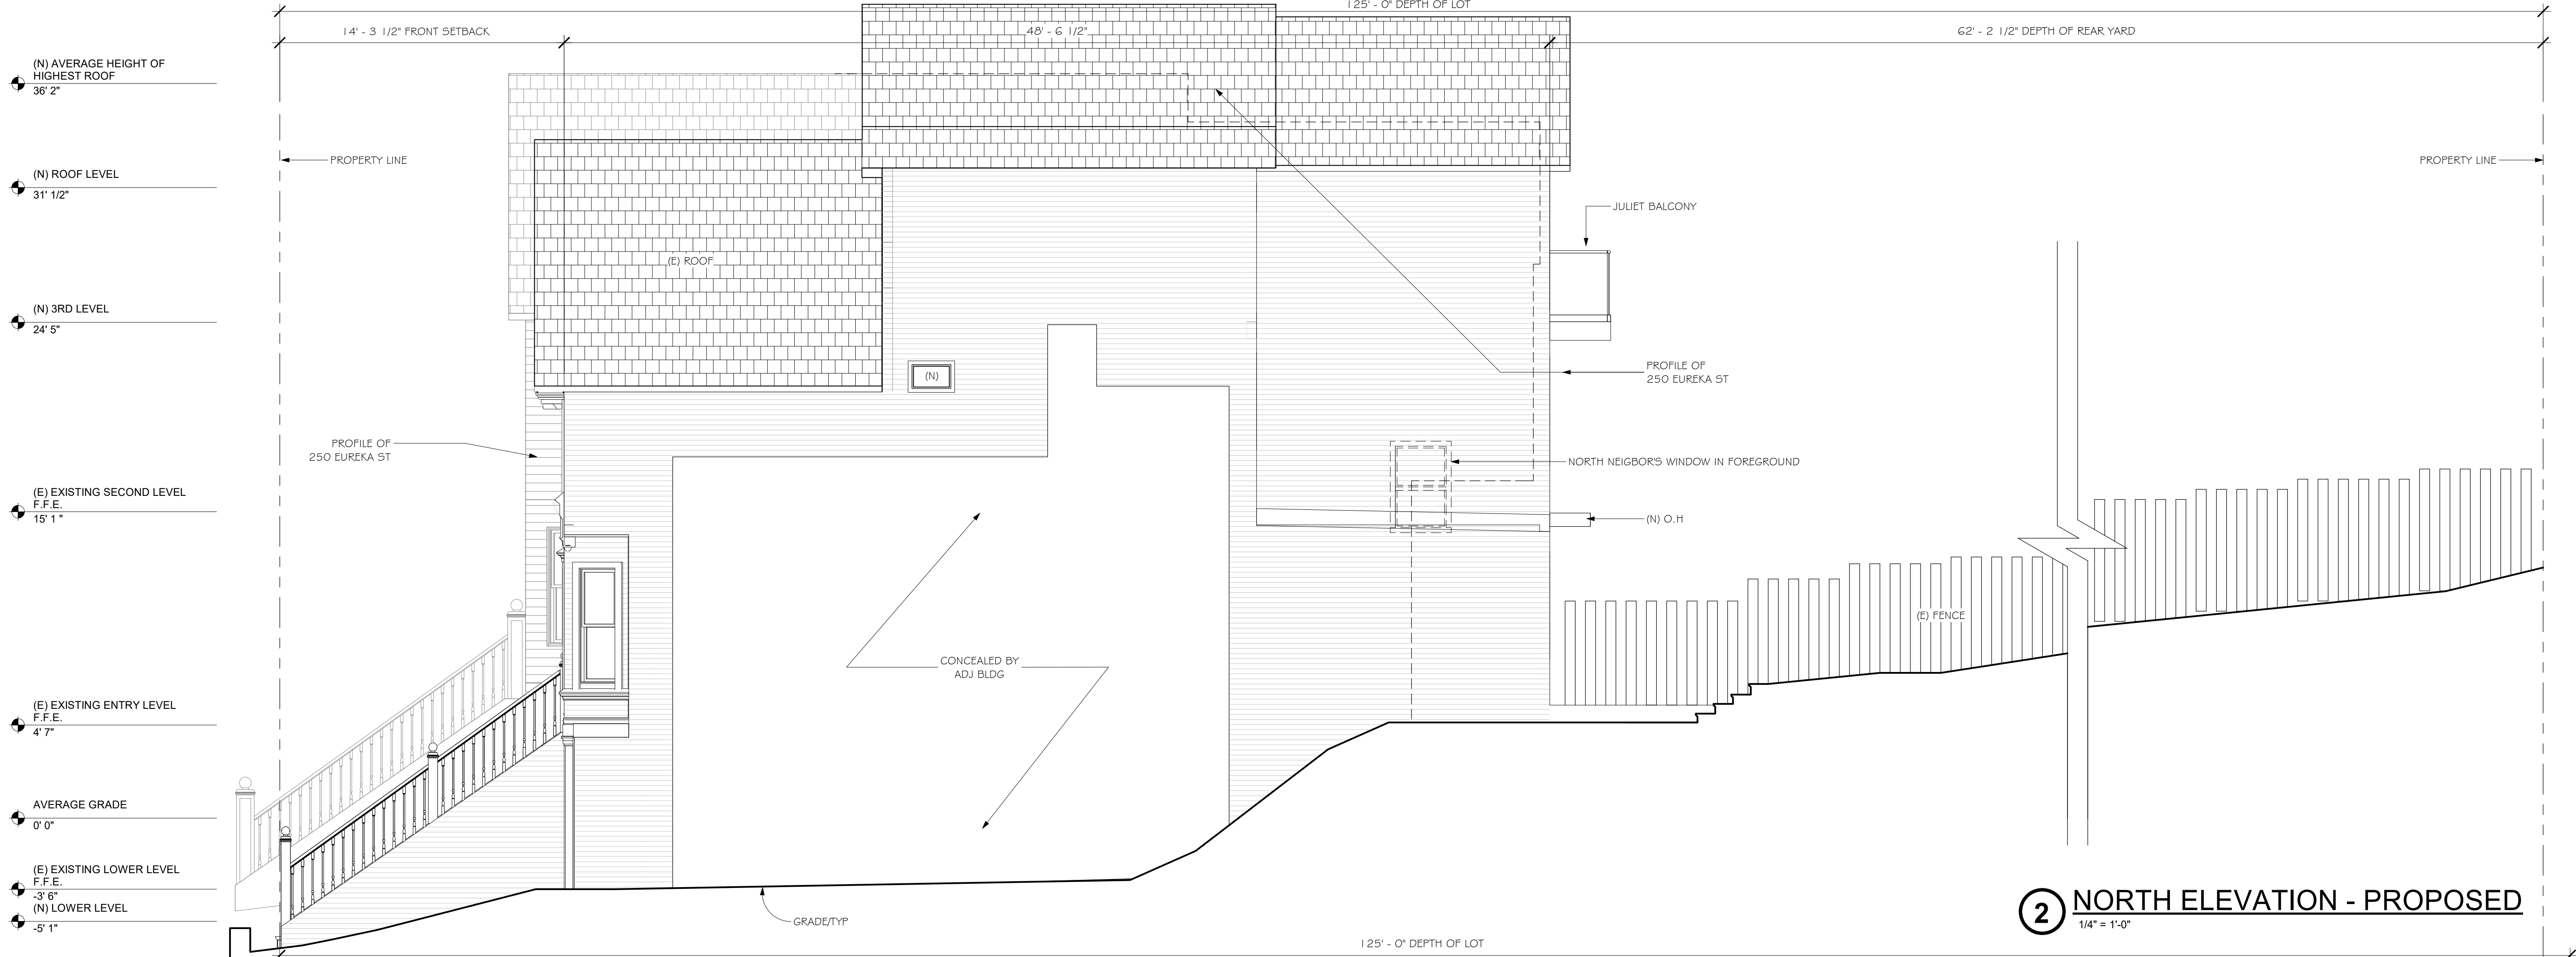 125' - 0" DEPTH OF LOT
14' - 3 1/2" FRONT SETBACK
48' - 6 1/2"
62' - 2 1/2" DEPTH OF REAR YARD
(N) AVERAGE HEIGHT OF
HIGHEST ROOF
36' 2"
PROPERTY LINE
PROPERTY LINE
(N) ROOF LEVEL
31' 1/2"
JULIET BALCONY
(E) ROOF
(N) 3RD LEVEL
24' 5"
(N)
PROFILE OF
250 EUREKA ST
PROFILE OF
250 EUREKA ST
NORTH NEIGBOR'S WINDOW IN FOREGROUND
(E) EXISTING SECOND LEVEL
F.F.E.
15' 1 "
(N) O.H
(E) FENCE
CONCEALED BY
ADJ BLDG
(E) EXISTING ENTRY LEVEL
F.F.E.
4' 7"
AVERAGE GRADE
0' 0"
(E) EXISTING LOWER LEVEL
F.F.E.
-3' 6"
(N) LOWER LEVEL
-5' 1"
GRADE/TYP
2
NORTH ELEVATION - PROPOSED
1/4" = 1'-0"
125' - 0" DEPTH OF LOT